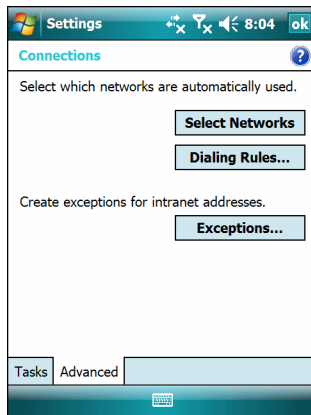 Settings 8:04 ok
Connections ?
Select which networks are automatically used.
Select Networks
Dialing Rules...
Create exceptions for intranet addresses.
Exceptions...
Tasks Advanced